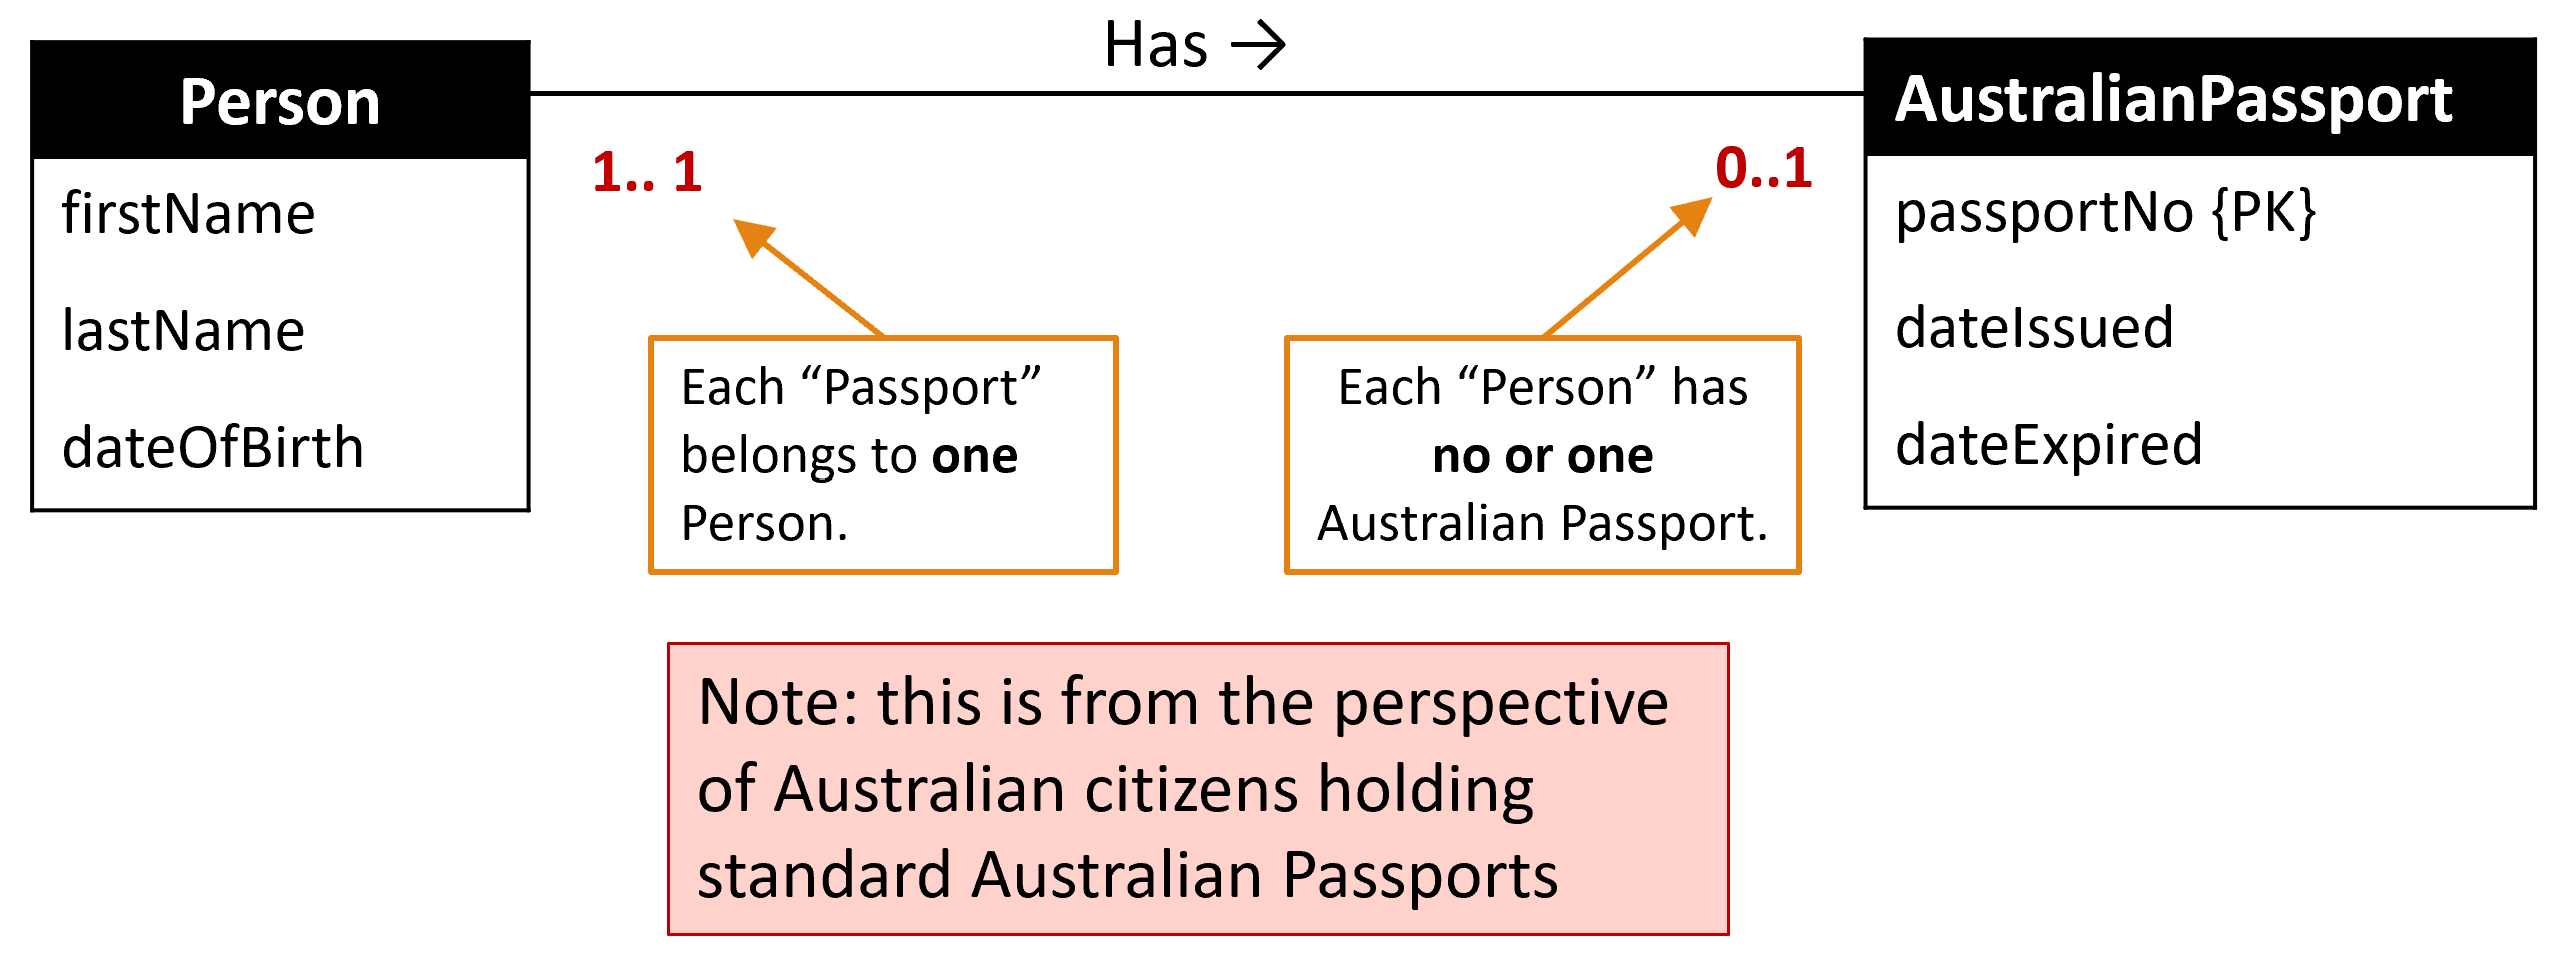 Has →
Person
AustralianPassport
1.. 1
0..1
firstName
lastName
dateOfBirth
passportNo {PK}
dateIssued
dateExpired
Each “Passport”
belongs to one
Person.
Each “Person” has
no or one
Australian Passport.
Note: this is from the perspective
of Australian citizens holding
standard Australian Passports